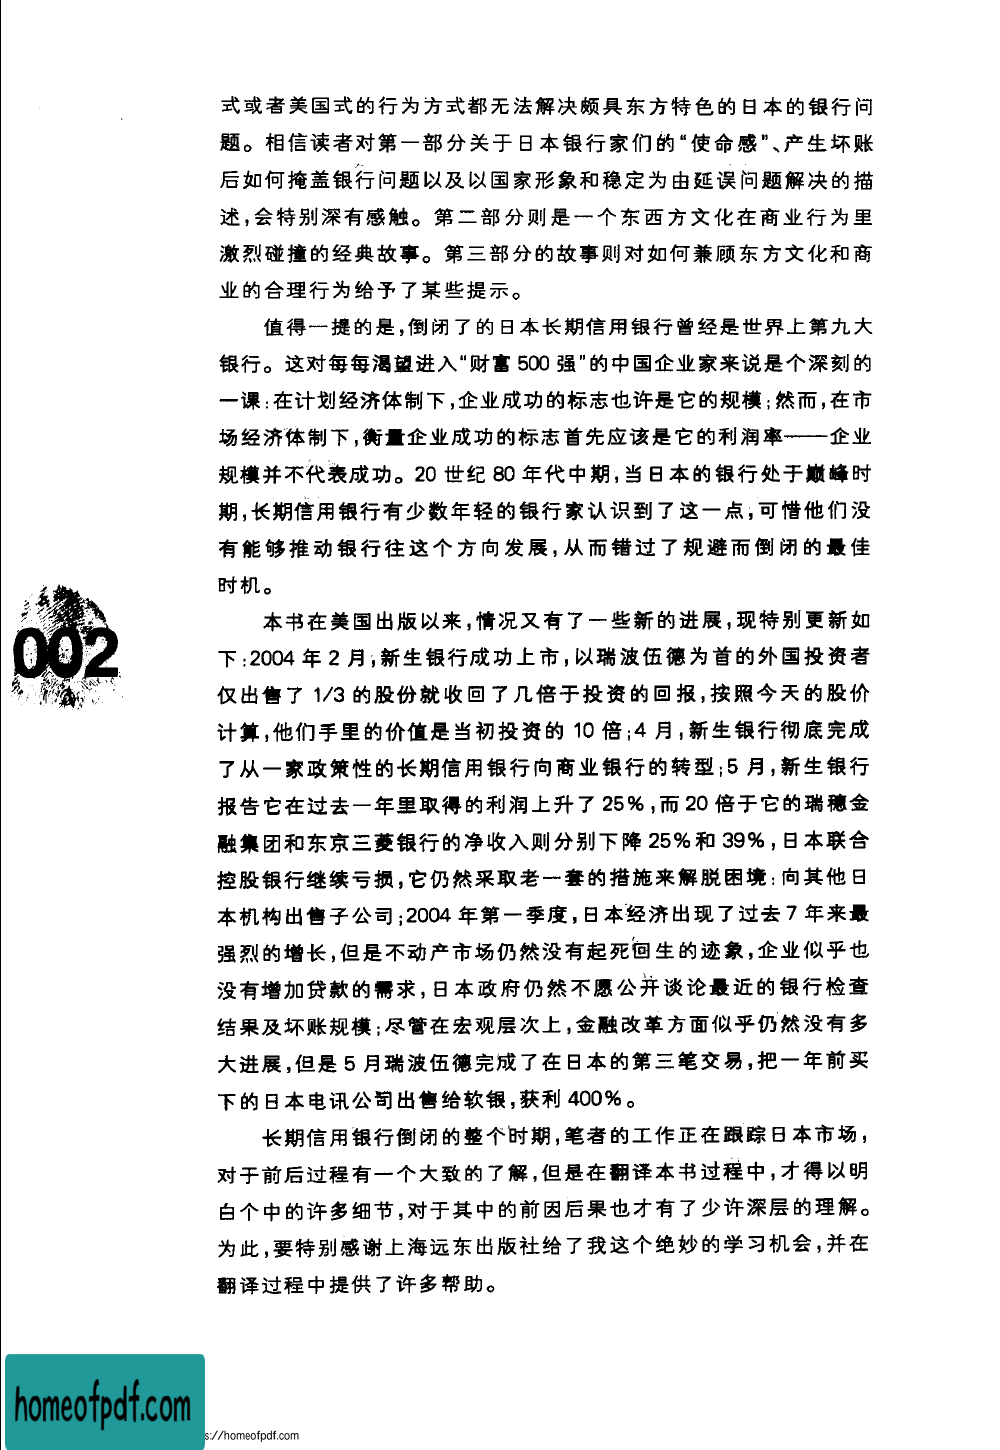 式或者美国式的行为方式都无法解决颇具东方特色的日本的银行问
题。相信读者对第一部分关于日本银行家们的“使命感”、产生坏账
后如何掩盖银行问题以及以国家形象和稳定为由延误问题解决的描
述,会特别深有感触。第二部分则是一个东西方文化在商业行为里
激烈碰撞的经典故事。第三部分的故事则对如何兼顾东方文化和商
业的合理行为给予了某些提示。
值得一提的是,倒闭了的日本长期信用银行曾经是世界上第九大
银行。这对每每渴望进入“财富 500 强”的中国企业家来说是个深刻的
一课:在计划经济体制下,企业成功的标志也许是它的规模;然而,在市
场经济体制下,衡量企业成功的标志首先应该是它的利润率——企业
规模并不代表成功。20 世纪 80 年代中期,当日本的银行处于巅峰时
期,长期信用银行有少数年轻的银行家认识到了这一点,可惜他们没
有能够推动银行往这个方向发展,从而错过了规避而倒闭的最佳
时机。
本书在美国出版以来,情况又有了一些新的进展,现特别更新如
下:2004 年 2 月,新生银行成功上市,以瑞波伍德为首的外国投资者
仅出售了 1/3 的股份就收回了几倍于投资的回报,按照今天的股价
计算,他们手里的价值是当初投资的 10 倍;4 月,新生银行彻底完成
了从一家政策性的长期信用银行向商业银行的转型;5 月,新生银行
报告它在过去一年里取得的利润上升了 25%,而 20 倍于它的瑞穗金
融集团和东京三菱银行的净收入则分别下降 25%和 39%,日本联合
控股银行继续亏损,它仍然采取老一套的措施来解脱困境:向其他日
本机构出售子公司;2004 年第一季度,日本经济出现了过去 7 年来最
强烈的增长,但是不动产市场仍然没有起死回生的迹象,企业似乎也
没有增加贷款的需求,日本政府仍然不愿公开谈论最近的银行检查
结果及坏账规模;尽管在宏观层次上,金融改革方面似乎仍然没有多
大进展,但是 5 月瑞波伍德完成了在日本的第三笔交易,把一年前买
下的日本电讯公司出售给软银,获利 400%。
长期信用银行倒闭的整个时期,笔者的工作正在跟踪日本市场,
对于前后过程有一个大致的了解,但是在翻译本书过程中,才得以明
白个中的许多细节,对于其中的前因后果也才有了少许深层的理解。
为此,要特别感谢上海远东出版社给了我这个绝妙的学习机会,并在
翻译过程中提供了许多帮助。
002
homeofpdf.com
s://homeofpdf.com